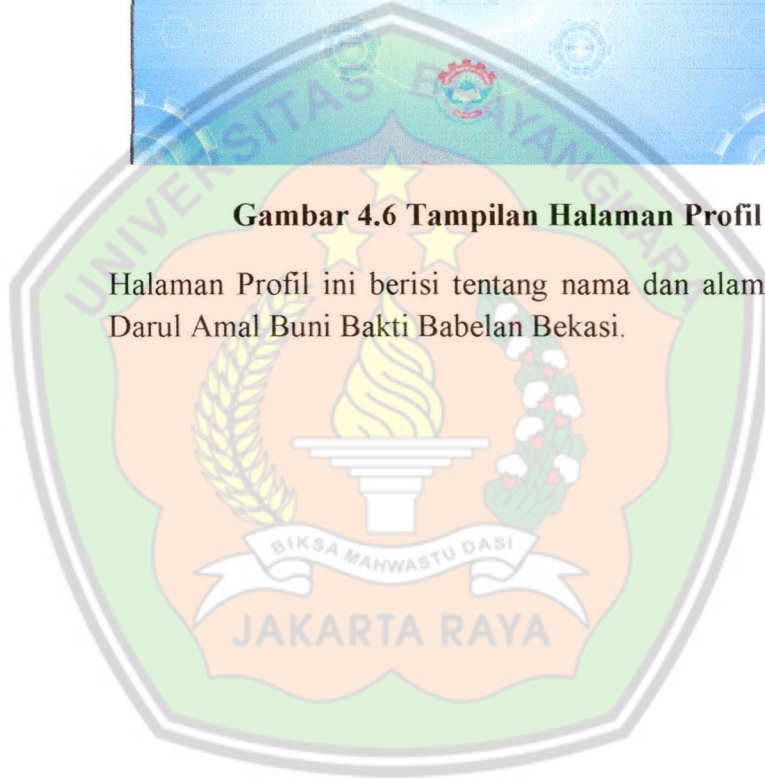 Gambar 4.6 Tampilan Halaman Profil
Halaman Profil ini berisi tentang nama dan alam
Darul Amal Buni Bakti Babelan Bekasi.
UNIVERSITAS BHAYANGKARA
BIKSA MAHWASTU DASI
JAKARTA RAYA